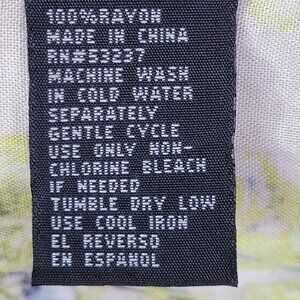 100%RAYON
MADE IN CHINA
RN#53237
MACHINE WASH
IN COLD WATER
SEPARATELY
GENTLE CYCLE
USE ONLY NON-
CHLORINE BLEACH
IF NEEDED
TUMBLE DRY LOW
USE COOL IRON
EL REVERSO
EN ESPANOL